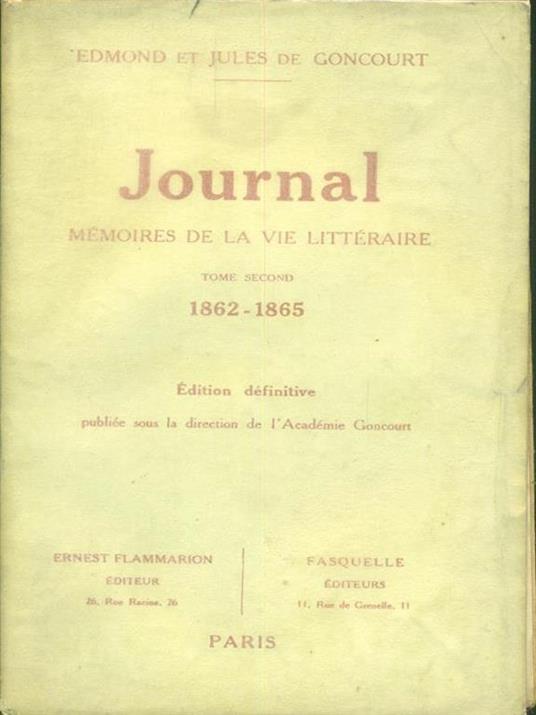 EDMOND ET JULES DE GONCOURT
Journal
MÉMOIRES DE LA VIE LITTÉRAIRE
TOME SECOND
1862-1865
Édition définitive
publiée sous la direction de l'Académie Goncourt
ERNEST FLAMMARION
ÉDITEUR
26, Rue Racine, 26
FASQUELLE
ÉDITEURS
11, Rue de Grenelle, 11
PARIS